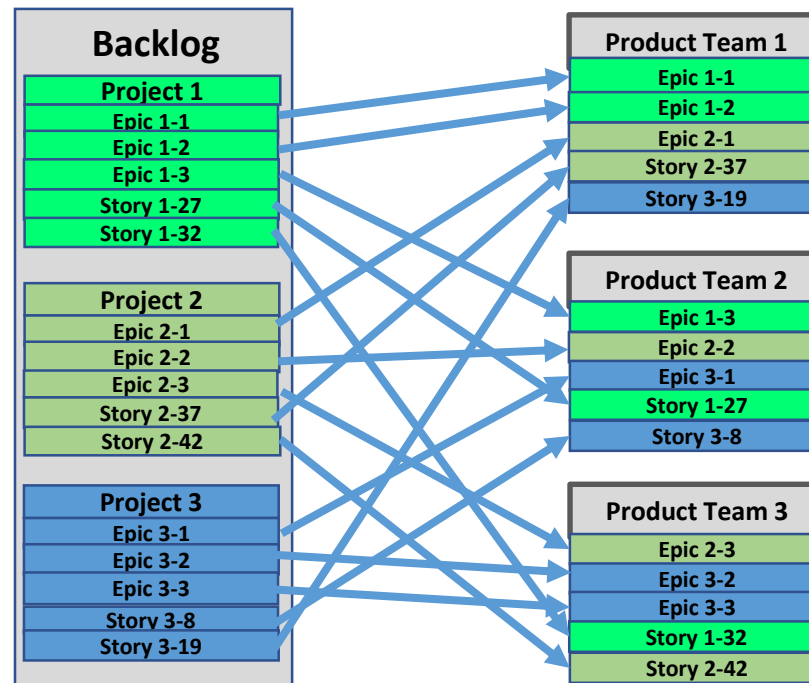 Backlog
Project 1
Epic 1-1
Epic 1-2
Epic 1-3
Story 1-27
Story 1-32
Project 2
Epic 2-1
Epic 2-2
Epic 2-3
Story 2-37
Story 2-42
Project 3
Epic 3-1
Epic 3-2
Epic 3-3
Story 3-8
Story 3-19
Product Team 1
Epic 1-1
Epic 1-2
Epic 2-1
Story 2-37
Story 3-19
Product Team 2
Epic 1-3
Epic 2-2
Epic 3-1
Story 1-27
Story 3-8
Product Team 3
Epic 2-3
Epic 3-2
Epic 3-3
Story 1-32
Story 2-42